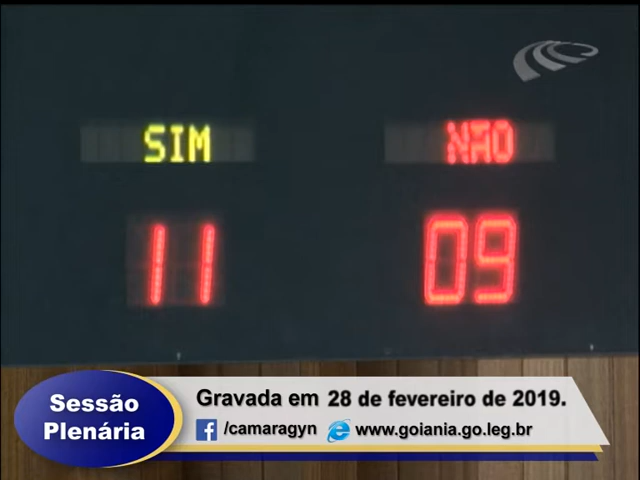 SIM NÃO
11 09
Sessão
Plenária
Gravada em 28 de fevereiro de 2019.
/camaragyn www.goiania.go.leg.br